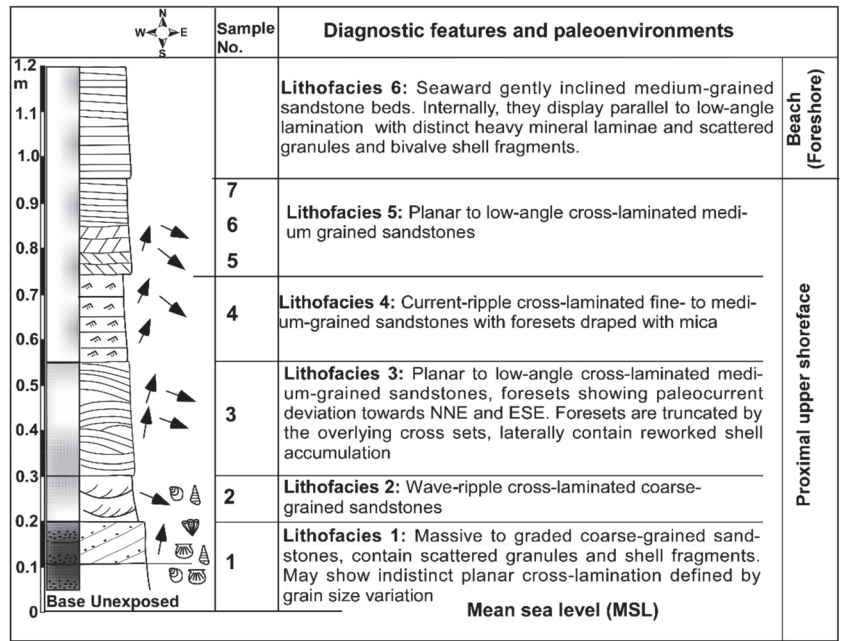 N
W E
S
Sample
No.
Diagnostic features and paleoenvironments
1.2
m
1.1
1.0
0.9
0.8
0.7
0.6
0.5
0.4
0.3
0.2
0.1
0
Base Unexposed
7
6
5
4
3
2
1
Lithofacies 6: Seaward gently inclined medium-grained
sandstone beds. Internally, they display parallel to low-angle
lamination with distinct heavy mineral laminae and scattered
granules and bivalve shell fragments.
Lithofacies 5: Planar to low-angle cross-laminated medi-
um grained sandstones
Lithofacies 4: Current-ripple cross-laminated fine- to medi-
um-grained sandstones with foresets draped with mica
Lithofacies 3: Planar to low-angle cross-laminated medi-
um-grained sandstones, foresets showing paleocurrent
deviation towards NNE and ESE. Foresets are truncated by
the overlying cross sets, laterally contain reworked shell
accumulation
Lithofacies 2: Wave-ripple cross-laminated coarse-
grained sandstones
Lithofacies 1: Massive to graded coarse-grained sand-
stones, contain scattered granules and shell fragments.
May show indistinct planar cross-lamination defined by
grain size variation
Mean sea level (MSL)
Beach
(Foreshore)
Proximal upper shoreface